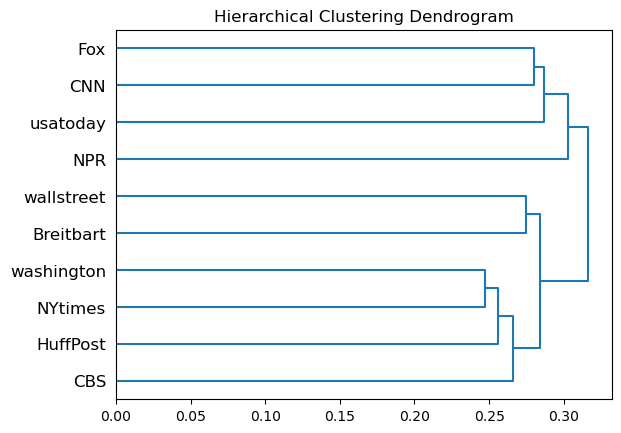 Hierarchical Clustering Dendrogram
Fox
CNN
usatoday
NPR
wallstreet
Breitbart
washington
NYtimes
HuffPost
CBS
0.00 0.05 0.10 0.15 0.20 0.25 0.30